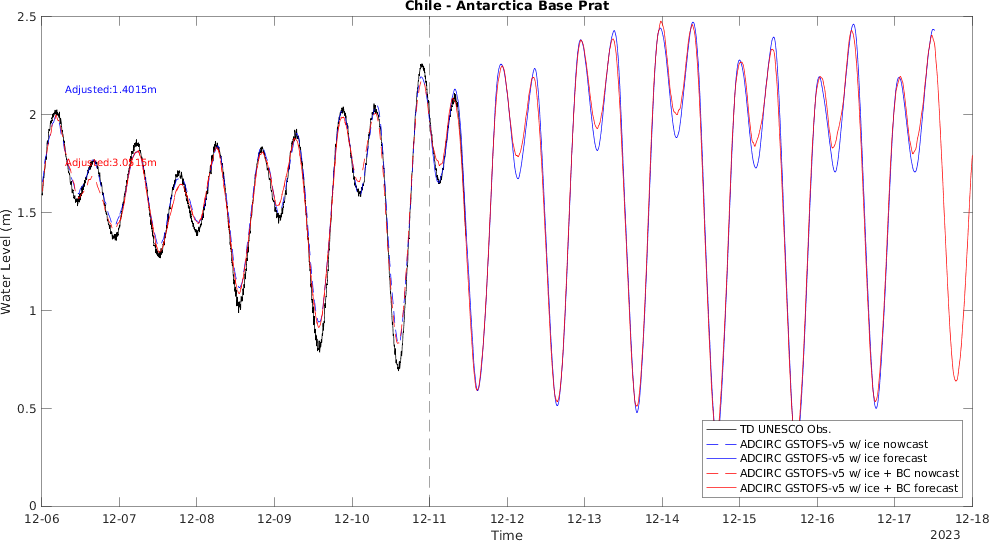 Chile - Antarctica Base Prat
2.5
2
1.5
1
0.5
0
Water Level (m)
Adjusted:1.4015m
Adjusted:3.0515m
TD UNESCO Obs.
ADCIRC GSTOFS-v5 w/ ice nowcast
ADCIRC GSTOFS-v5 w/ ice forecast
ADCIRC GSTOFS-v5 w/ ice + BC nowcast
ADCIRC GSTOFS-v5 w/ ice + BC forecast
12-06 12-07 12-08 12-09 12-10 12-11 12-12 12-13 12-14 12-15 12-16 12-17 12-18
Time
2023